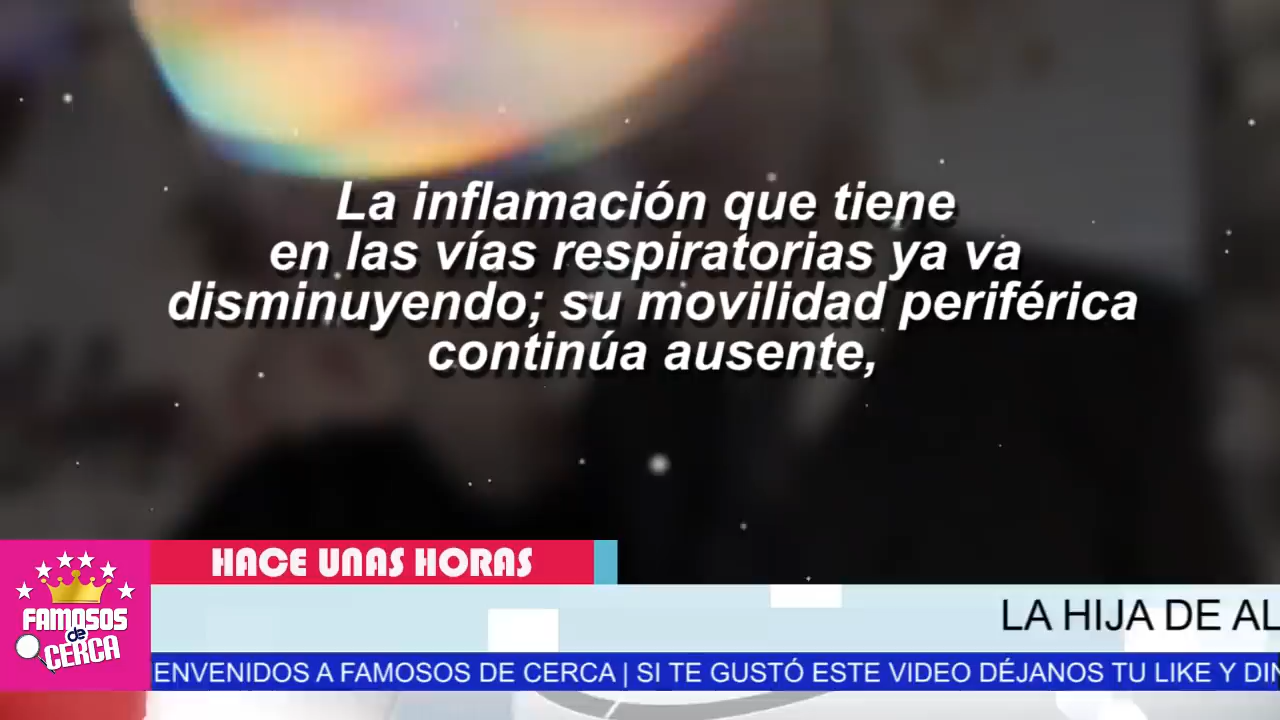 La inflamación que tiene
en las vías respiratorias ya va
disminuyendo; su movilidad periférica
continúa ausente,
HACE UNAS HORAS
FAMOSOS
de
CERCA
LA HIJA DE AL
ENVENIDOS A FAMOSOS DE CERCA | SI TE GUSTÓ ESTE VIDEO DÉJANOS TU LIKE Y DIN